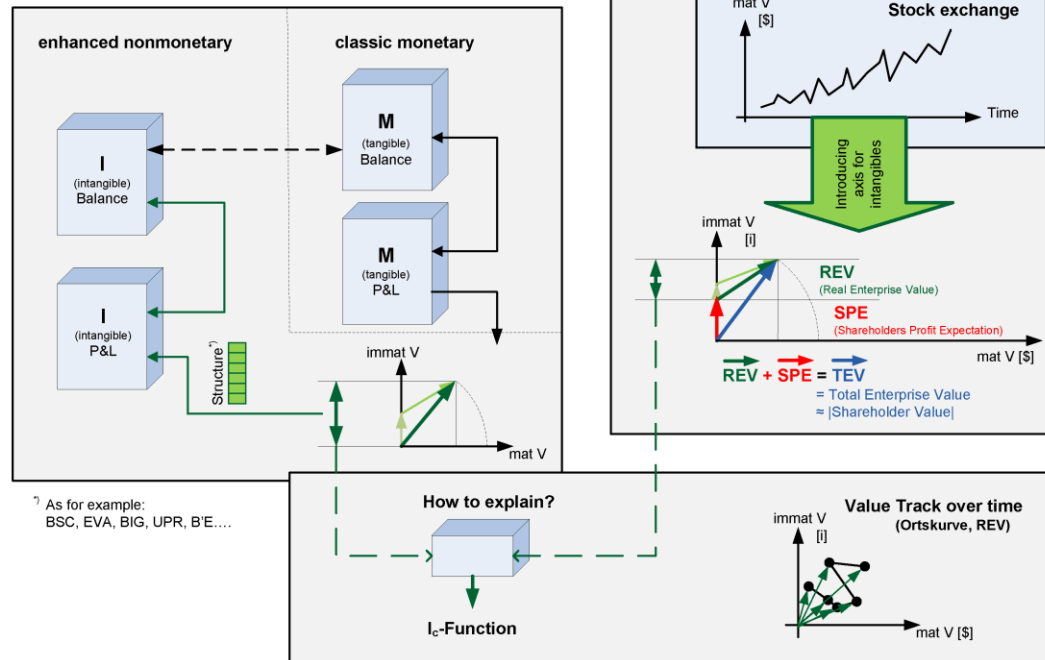 enhanced nonmonetary
classic monetary
I
(intangible)
Balance
M
(tangible)
Balance
I
(intangible)
P&L
M
(tangible)
P&L
Structure*)
immat V
mat V
*) As for example:
BSC, EVA, BIG, UPR, B'E....
mat V
[$]
Stock exchange
Time
Introducing
axis for
intangibles
immat V
[i]
REV
(Real Enterprise Value)
SPE
(Shareholders Profit Expectation)
mat V [$]
REV + SPE = TEV
= Total Enterprise Value
≈ |Shareholder Value|
How to explain?
Ic-Function
Value Track over time
(Ortskurve, REV)
immat V
[i]
mat V [$]